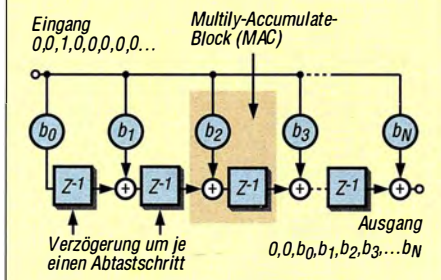 Eingang
0,0,1,0,0,0,0,0...
Multily-Accumulate-
Block (MAC)
b0 b1 b2 b3 bN
Z-1 Z-1 Z-1 Z-1
Verzögerung um je
einen Abtastschritt
Ausgang
0,0,b0,b1,b2,b3,...bN